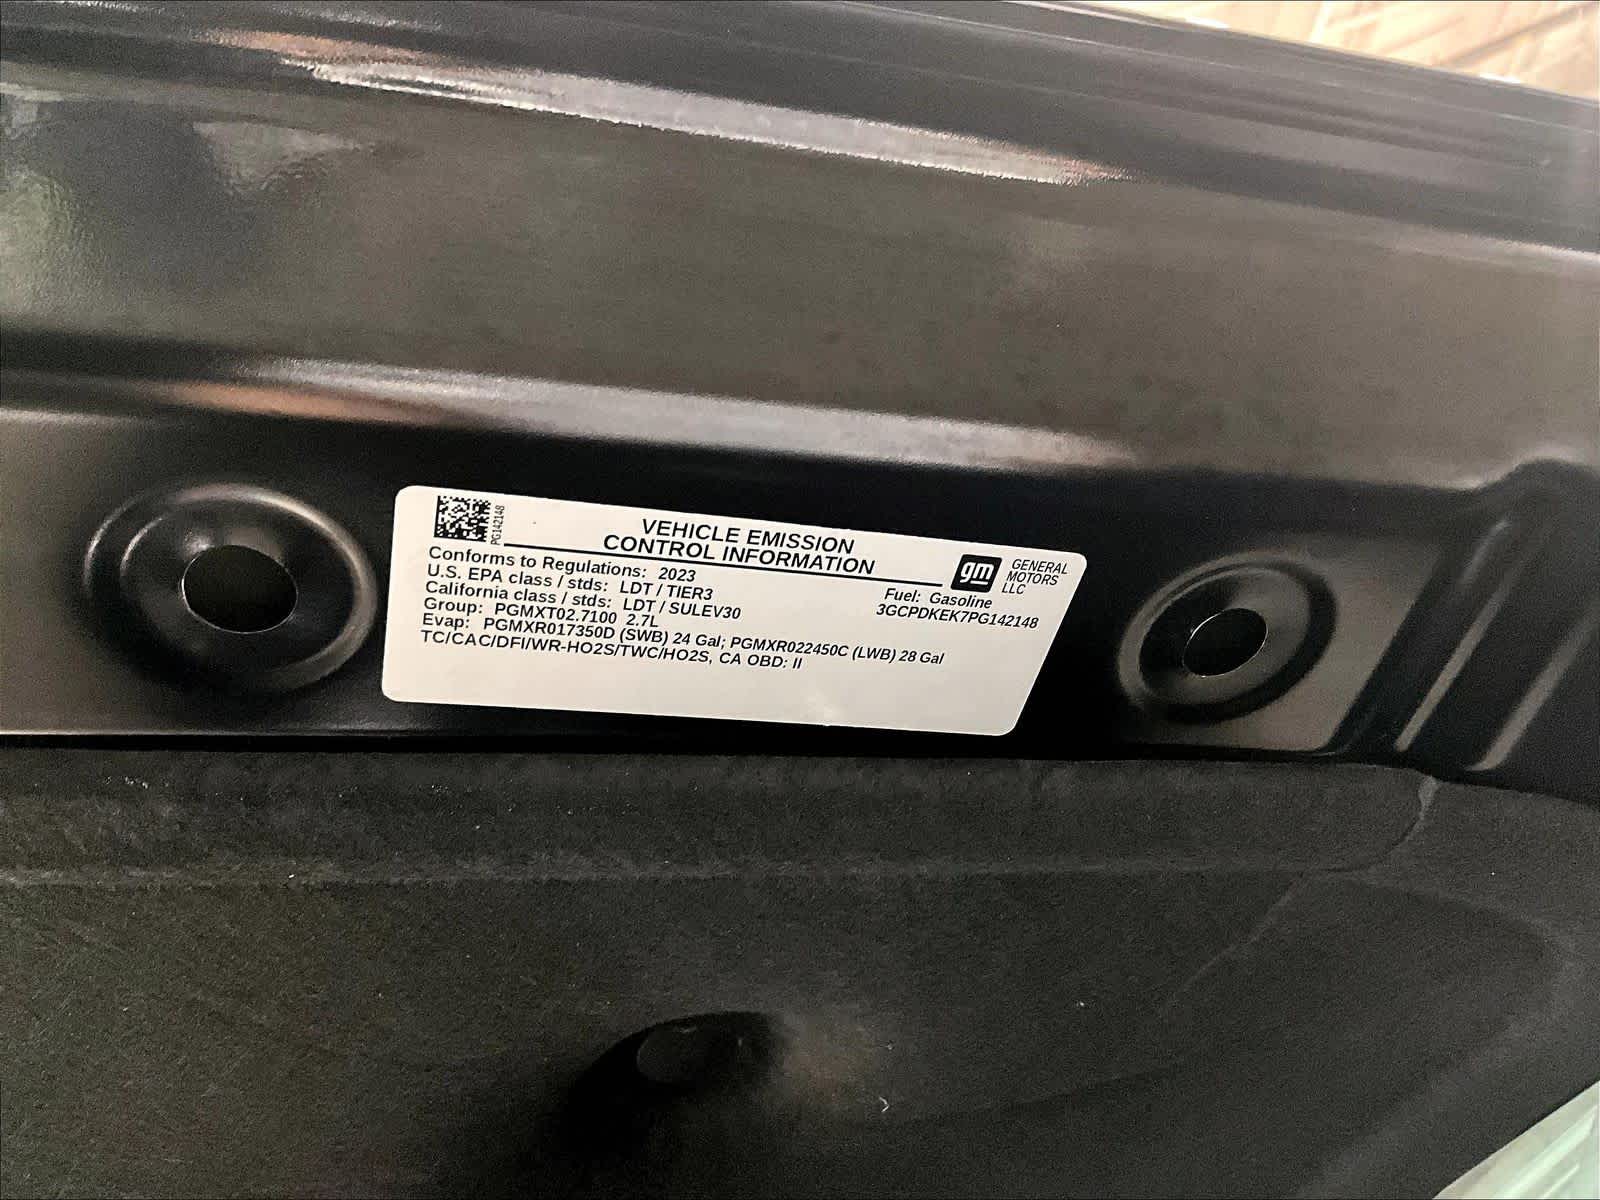 PG142148
VEHICLE EMISSION
CONTROL INFORMATION
gm
GENERAL
MOTORS
LLC
Conforms to Regulations: 2023
U.S. EPA class / stds: LDT / TIER3
California class / stds: LDT / SULEV30
Group: PGMXT02.7100 2.7L
Evap: PGMXR017350D (SWB) 24 Gal; PGMXR022450C (LWB) 28 Gal
TC/CAC/DFI/WR-HO2S/TWC/HO2S, CA OBD: II
Fuel: Gasoline
3GCPDKEK7PG142148